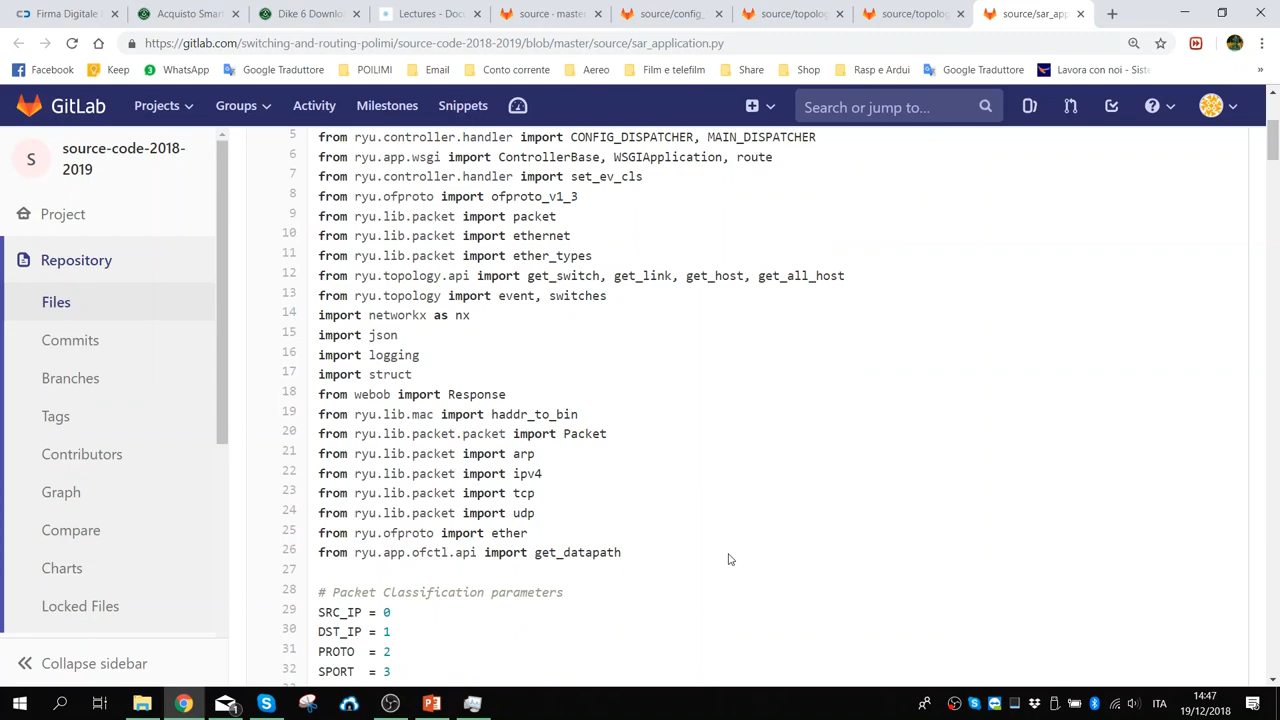 Firma Digitale
Acquisto Smart
Dike 6 Downlo
Lectures - Doc
source · master
source/config_
source/topolog
source/topolog
source/sar_app
https://gitlab.com/switching-and-routing-polimi/source-code-2018-2019/blob/master/source/sar_application.py
Facebook
Keep
WhatsApp
Google Traduttore
POILIMI
Email
Conto corrente
Aereo
Film e telefilm
Share
Shop
Rasp e Ardui
Google Traduttore
Lavora con noi - Siste
»
GitLab
Projects
Groups
Activity
Milestones
Snippets
Search or jump to...
S
source-code-2018-
2019
Project
Repository
Files
Commits
Branches
Tags
Contributors
Graph
Compare
Charts
Locked Files
Collapse sidebar
5 from ryu.controller.handler import CONFIG_DISPATCHER, MAIN_DISPATCHER
6 from ryu.app.wsgi import ControllerBase, WSGIApplication, route
7 from ryu.controller.handler import set_ev_cls
8 from ryu.ofproto import ofproto_v1_3
9 from ryu.lib.packet import packet
10 from ryu.lib.packet import ethernet
11 from ryu.lib.packet import ether_types
12 from ryu.topology.api import get_switch, get_link, get_host, get_all_host
13 from ryu.topology import event, switches
14 import networkx as nx
15 import json
16 import logging
17 import struct
18 from webob import Response
19 from ryu.lib.mac import haddr_to_bin
20 from ryu.lib.packet.packet import Packet
21 from ryu.lib.packet import arp
22 from ryu.lib.packet import ipv4
23 from ryu.lib.packet import tcp
24 from ryu.lib.packet import udp
25 from ryu.ofproto import ether
26 from ryu.app.ofctl.api import get_datapath
27
28 # Packet Classification parameters
29 SRC_IP = 0
30 DST_IP = 1
31 PROTO = 2
32 SPORT = 3
ITA
14:47
19/12/2018